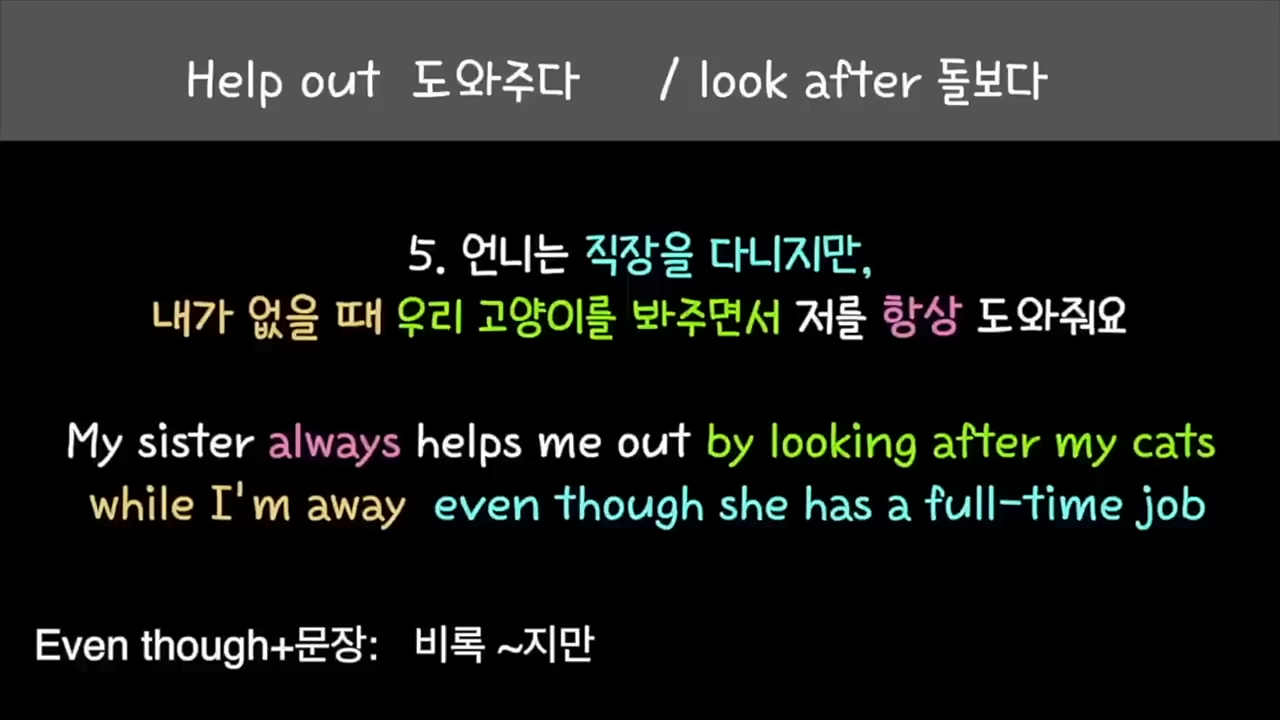 Help out 도와주다 / look after 돌보다
5. 언니는 직장을 다니지만,
내가 없을 때 우리 고양이를 봐주면서 저를 항상 도와줘요
My sister always helps me out by looking after my cats
while I'm away even though she has a full-time job
Even though+문장: 비록 ~지만